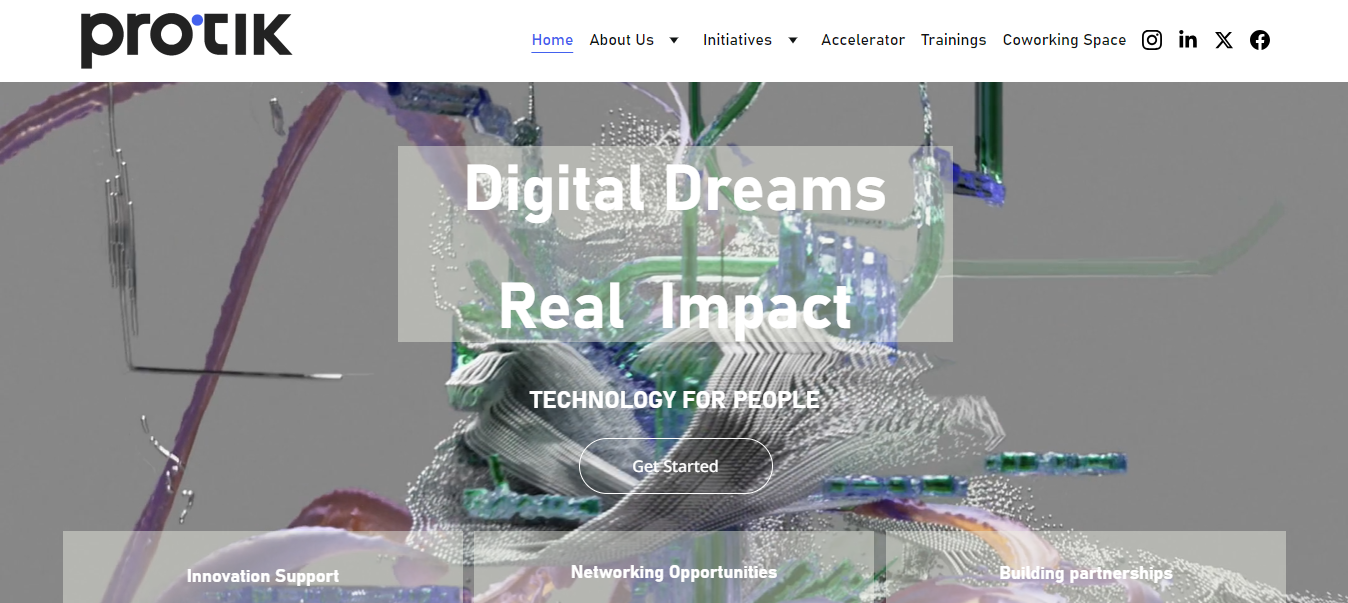 protik
Home About Us Initiatives Accelerator Trainings Coworking Space
Digital Dreams
Real Impact
TECHNOLOGY FOR PEOPLE
Get Started
Innovation Support
Networking Opportunities
Building partnerships